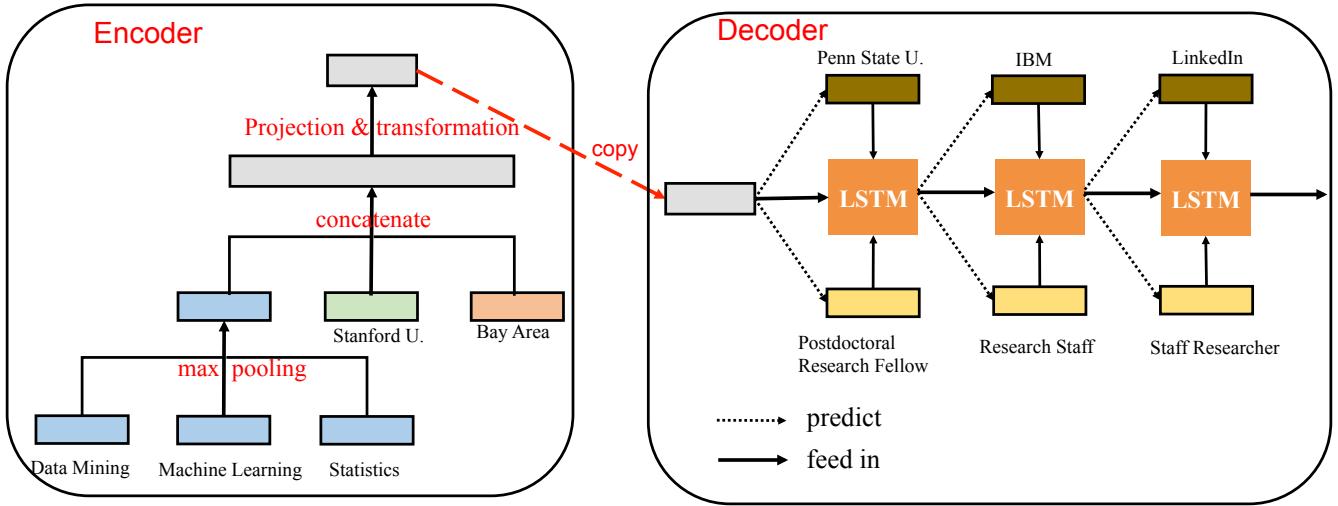 Encoder
Projection & transformation
concatenate
Stanford U.
Bay Area
max pooling
Data Mining
Machine Learning
Statistics
copy
Decoder
Penn State U.
IBM
LinkedIn
LSTM
LSTM
LSTM
Postdoctoral
Research Fellow
Research Staff
Staff Researcher
predict
feed in